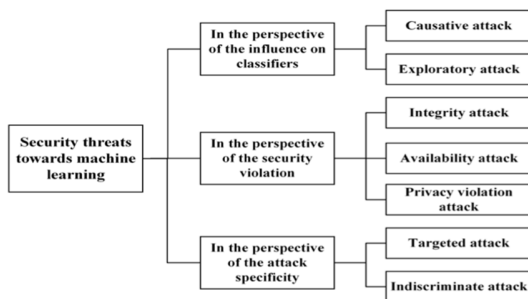 Security threats
towards machine
learning
In the perspective
of the influence on
classifiers
Causative attack
Exploratory attack
In the perspective
of the security
violation
Integrity attack
Availability attack
Privacy violation
attack
In the perspective
of the attack
specificity
Targeted attack
Indiscriminate attack